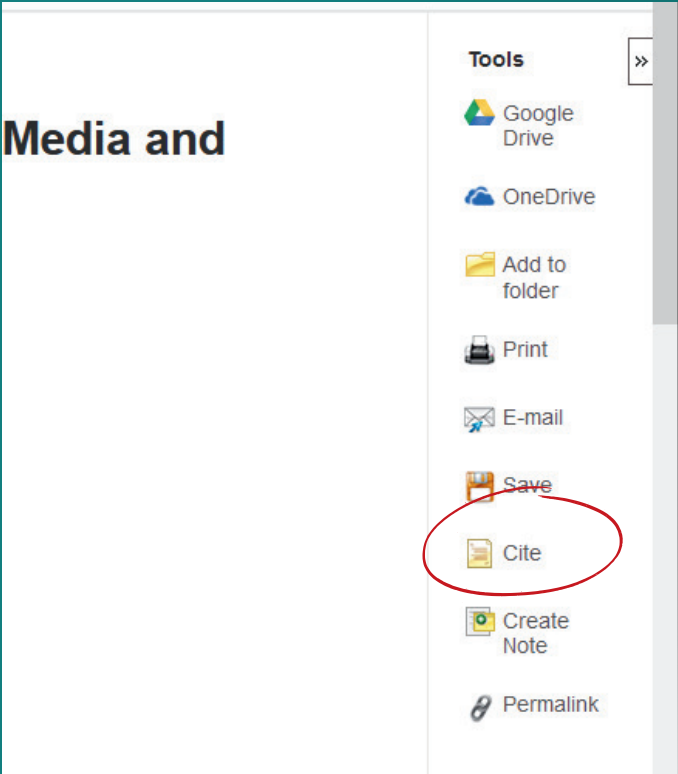 Tools
»
Google
Drive
Media and
OneDrive
Add to
folder
Print
E-mail
Save
Cite
Create
Note
Permalink